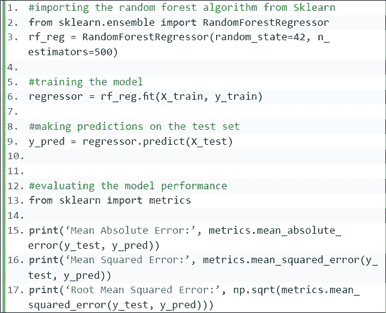 1. #importing the random forest algorithm from Sklearn
2. from sklearn.ensemble import RandomForestRegressor
3. rf_reg = RandomForestRegressor(random_state=42, n_
estimators=500)
4.
5. #training the model
6. regressor = rf_reg.fit(X_train, y_train)
7.
8. #making predictions on the test set
9. y_pred = regressor.predict(X_test)
10.
11.
12. #evaluating the model performance
13. from sklearn import metrics
14.
15. print(‘Mean Absolute Error:’, metrics.mean_absolute_
error(y_test, y_pred))
16. print(‘Mean Squared Error:’, metrics.mean_squared_error(y_
test, y_pred))
17. print(‘Root Mean Squared Error:’, np.sqrt(metrics.mean_
squared_error(y_test, y_pred)))